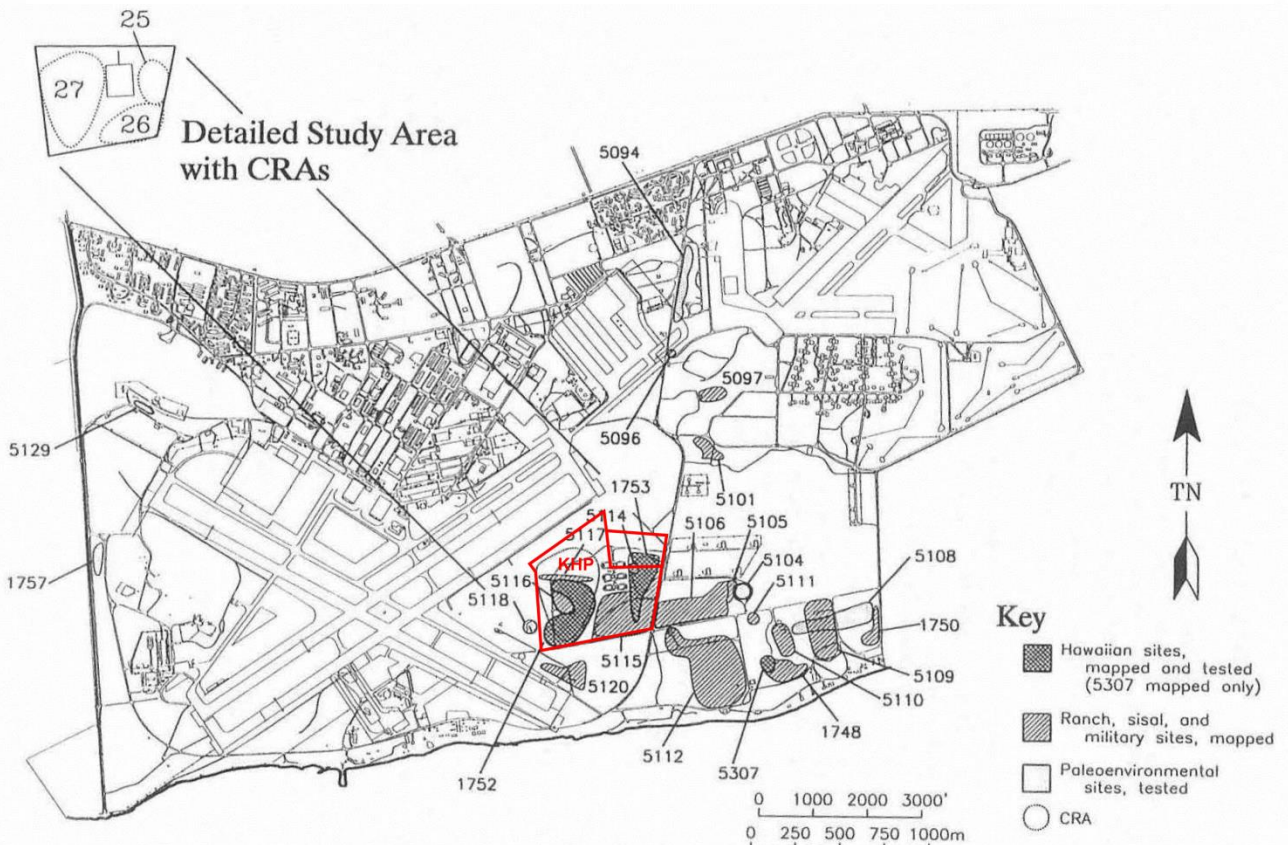 25
27
26
Detailed Study Area
with CRAs
5094
5097
5129
5096
1753
5101
5114
5106
5105
5117
5104
5108
KHP
5111
1757
5116
5118
1750
5115
5109
5120
5110
5112
1748
1752
5307
TN
Key
Hawaiian sites,
mapped and tested
(5307 mapped only)
Ranch, sisal, and
military sites, mapped
Paleoenvironmental
sites, tested
CRA
0 1000 2000 3000'
0 250 500 750 1000m